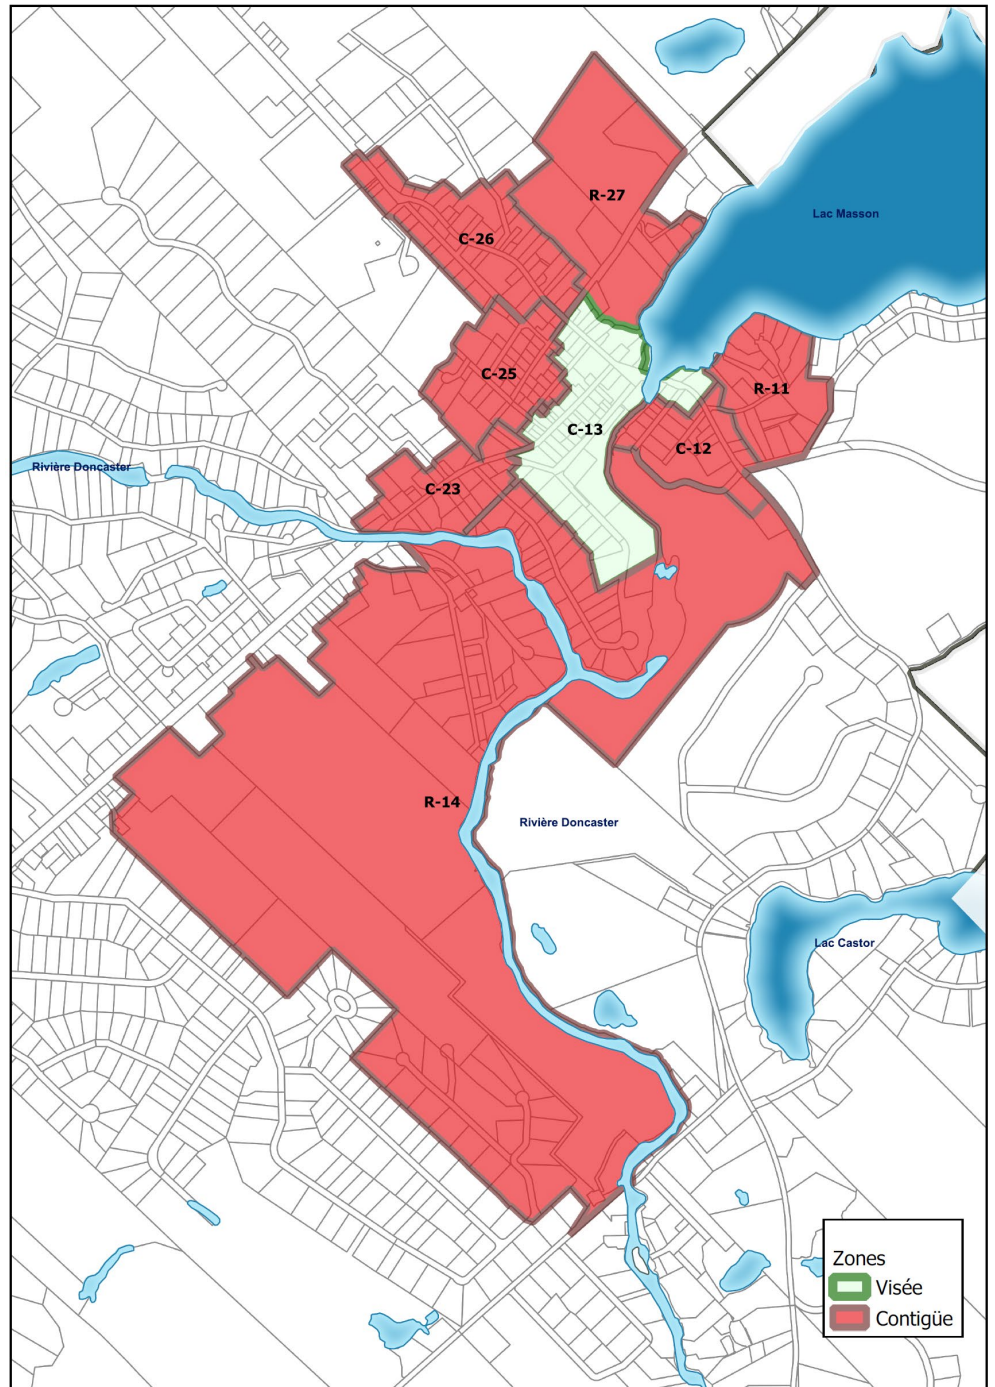 R-27
Lac Masson
C-26
C-25
R-11
C-13
C-12
Rivière Doncaster
C-23
R-14
Rivière Doncaster
Lac Castor
Zones
Visée
Contigüe